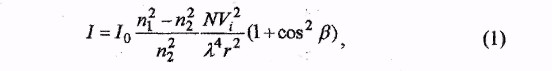 I = I_0 \frac{n_1^2 - n_2^2}{n_2^2} \frac{NV_i^2}{\lambda^4 r^2} (1 + \cos^2 \beta), (1)